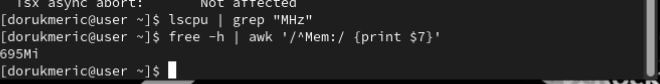 Tsx async abort:     Not affected
[dorukmeric@user ~]$ lscpu | grep "MHz"
[dorukmeric@user ~]$ free -h | awk '/^Mem:/ {print $7}'
695Mi
[dorukmeric@user ~]$